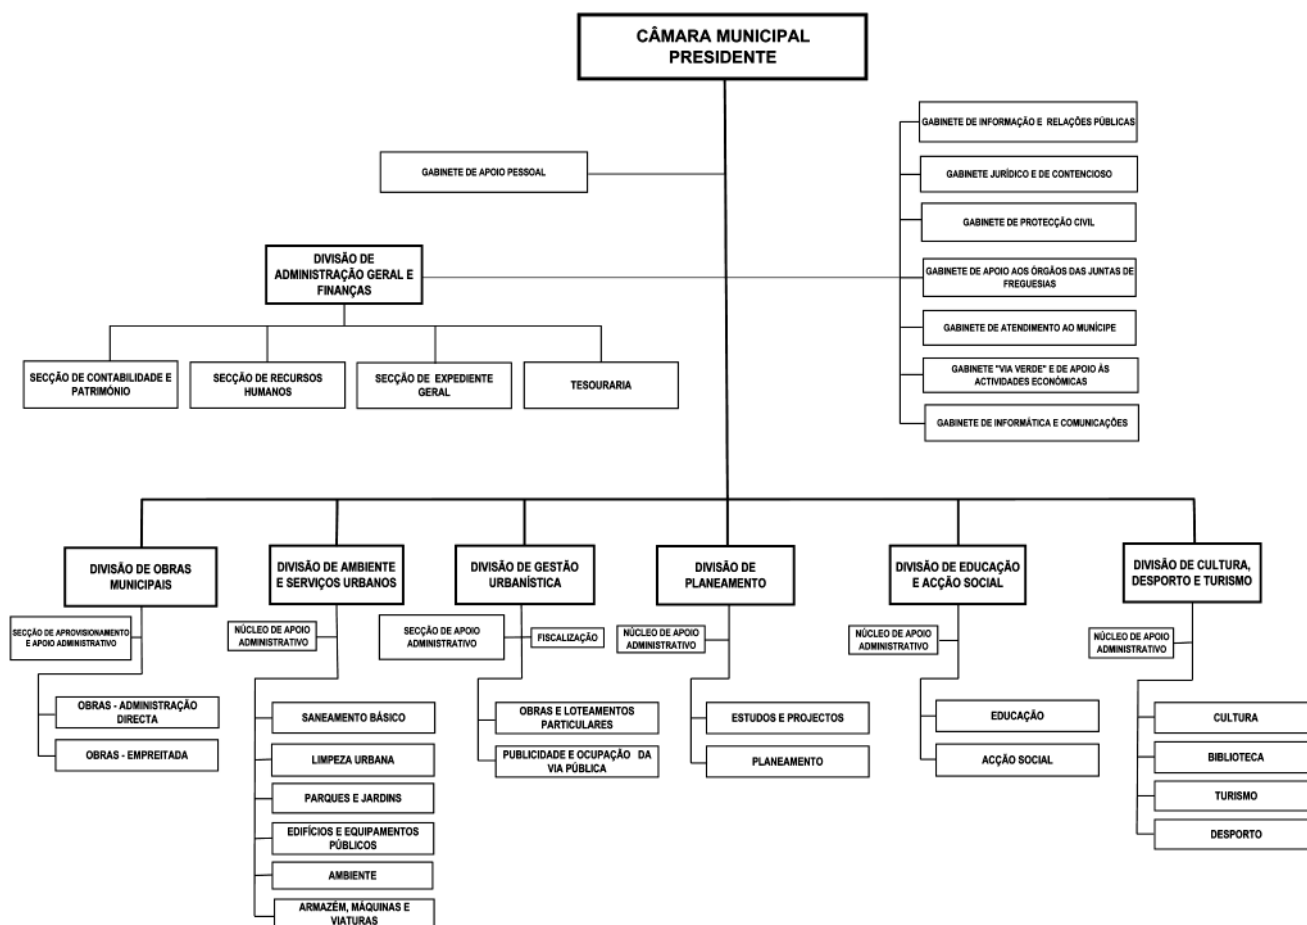 CÂMARA MUNICIPAL
PRESIDENTE
GABINETE DE INFORMAÇÃO E RELAÇÕES PÚBLICAS
GABINETE DE APOIO PESSOAL
GABINETE JURÍDICO E DE CONTENCIOSO
GABINETE DE PROTECÇÃO CIVIL
DIVISÃO DE
ADMINISTRAÇÃO GERAL E
FINANÇAS
GABINETE DE APOIO AOS ÓRGÃOS DAS JUNTAS DE
FREGUESIAS
GABINETE DE ATENDIMENTO AO MUNÍCIPE
SECÇÃO DE CONTABILIDADE E
PATRIMÓNIO
SECÇÃO DE RECURSOS
HUMANOS
SECÇÃO DE EXPEDIENTE
GERAL
TESOURARIA
GABINETE "VIA VERDE" E DE APOIO ÀS
ACTIVIDADES ECONÓMICAS
GABINETE DE INFORMÁTICA E COMUNICAÇÕES
DIVISÃO DE OBRAS
MUNICIPAIS
DIVISÃO DE AMBIENTE
E SERVIÇOS URBANOS
DIVISÃO DE GESTÃO
URBANÍSTICA
DIVISÃO DE
PLANEAMENTO
DIVISÃO DE EDUCAÇÃO
E ACÇÃO SOCIAL
DIVISÃO DE CULTURA,
DESPORTO E TURISMO
SECÇÃO DE APROVISIONAMENTO
E APOIO ADMINISTRATIVO
NÚCLEO DE APOIO
ADMINISTRATIVO
SECÇÃO DE APOIO
ADMINISTRATIVO
FISCALIZAÇÃO
NÚCLEO DE APOIO
ADMINISTRATIVO
NÚCLEO DE APOIO
ADMINISTRATIVO
NÚCLEO DE APOIO
ADMINISTRATIVO
OBRAS - ADMINISTRAÇÃO
DIRECTA
OBRAS - EMPREITADA
SANEAMENTO BÁSICO
LIMPEZA URBANA
PARQUES E JARDINS
EDIFÍCIOS E EQUIPAMENTOS
PÚBLICOS
AMBIENTE
ARMAZÉM, MÁQUINAS E
VIATURAS
OBRAS E LOTEAMENTOS
PARTICULARES
PUBLICIDADE E OCUPAÇÃO DA
VIA PÚBLICA
ESTUDOS E PROJECTOS
PLANEAMENTO
EDUCAÇÃO
ACÇÃO SOCIAL
CULTURA
BIBLIOTECA
TURISMO
DESPORTO